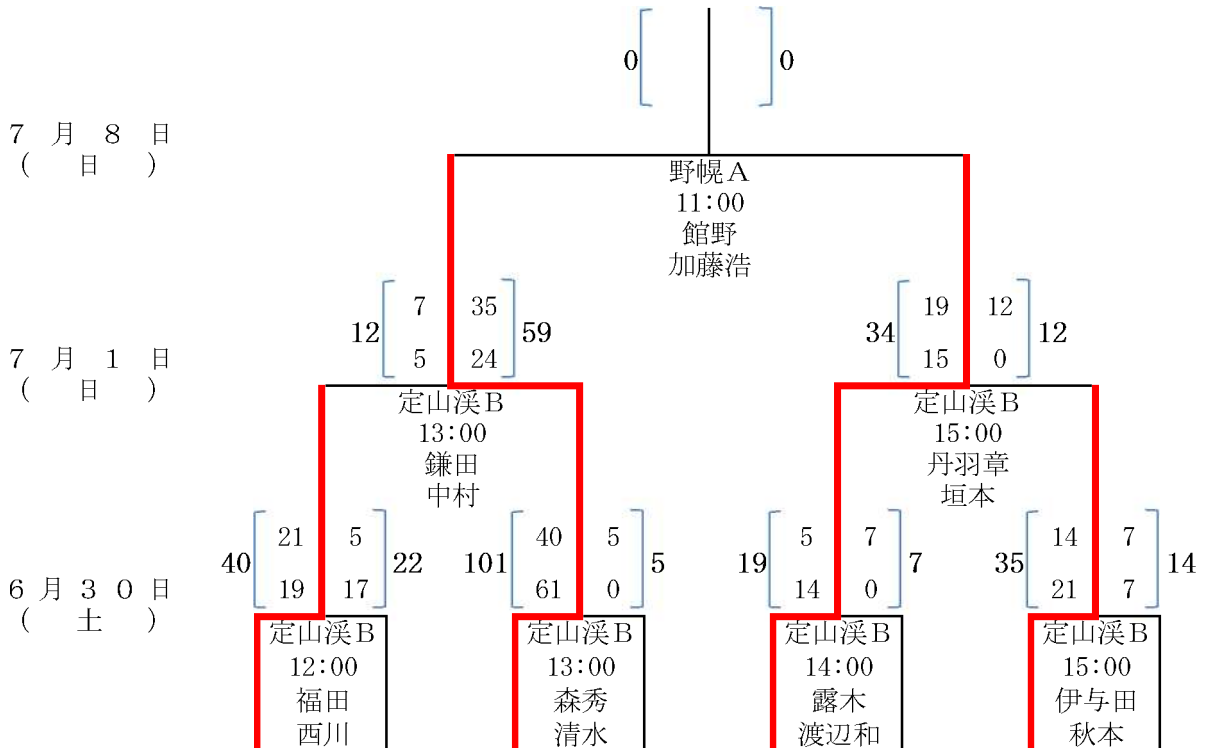 0 0
7 月 8 日
( 日 )
野幌A
11:00
館野
加藤浩
7 35 19 12
12 59 34 12
5 24 15 0
7 月 1 日
( 日 )
定山渓B 定山渓B
13:00 15:00
鎌田 丹羽章
中村 垣本
21 5 40 5 5 7 14 7
40 22 101 5 19 7 35 14
19 17 61 0 14 0 21 7
6 月 3 0 日
( 土 )
定山渓B 定山渓B 定山渓B 定山渓B
12:00 13:00 14:00 15:00
福田 森秀 露木 伊与田
西川 清水 渡辺和 秋本